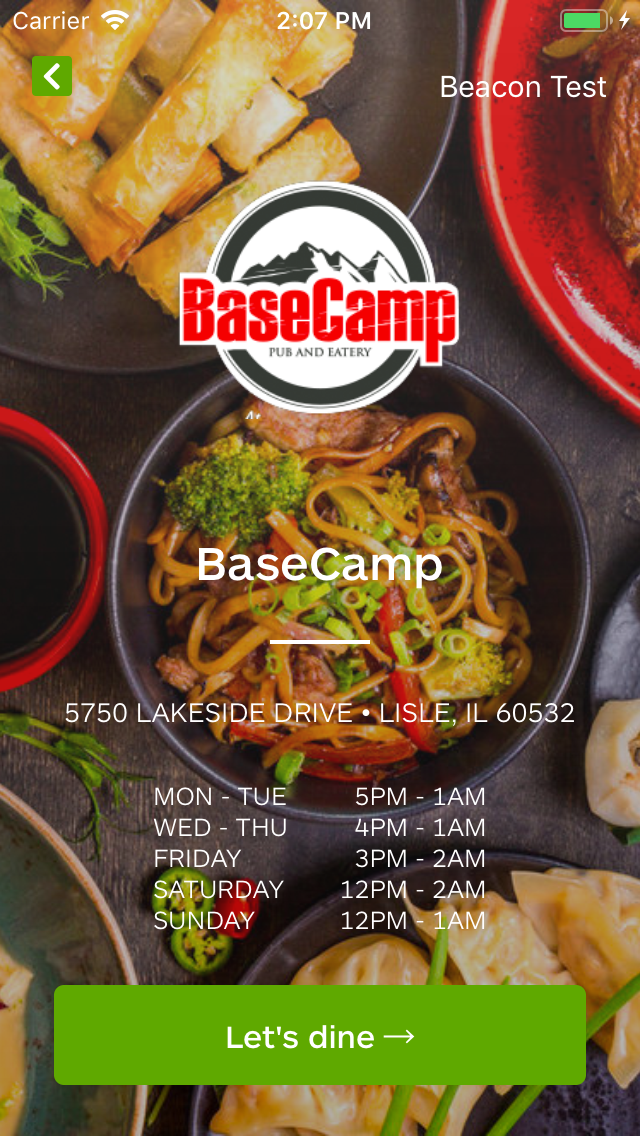 Carrier 2:07 PM
Beacon Test
BaseCamp
PUB AND EATERY
BaseCamp
5750 LAKESIDE DRIVE • LISLE, IL 60532
MON - TUE 5PM - 1AM
WED - THU 4PM - 1AM
FRIDAY 3PM - 2AM
SATURDAY 12PM - 2AM
SUNDAY 12PM - 1AM
Let's dine →